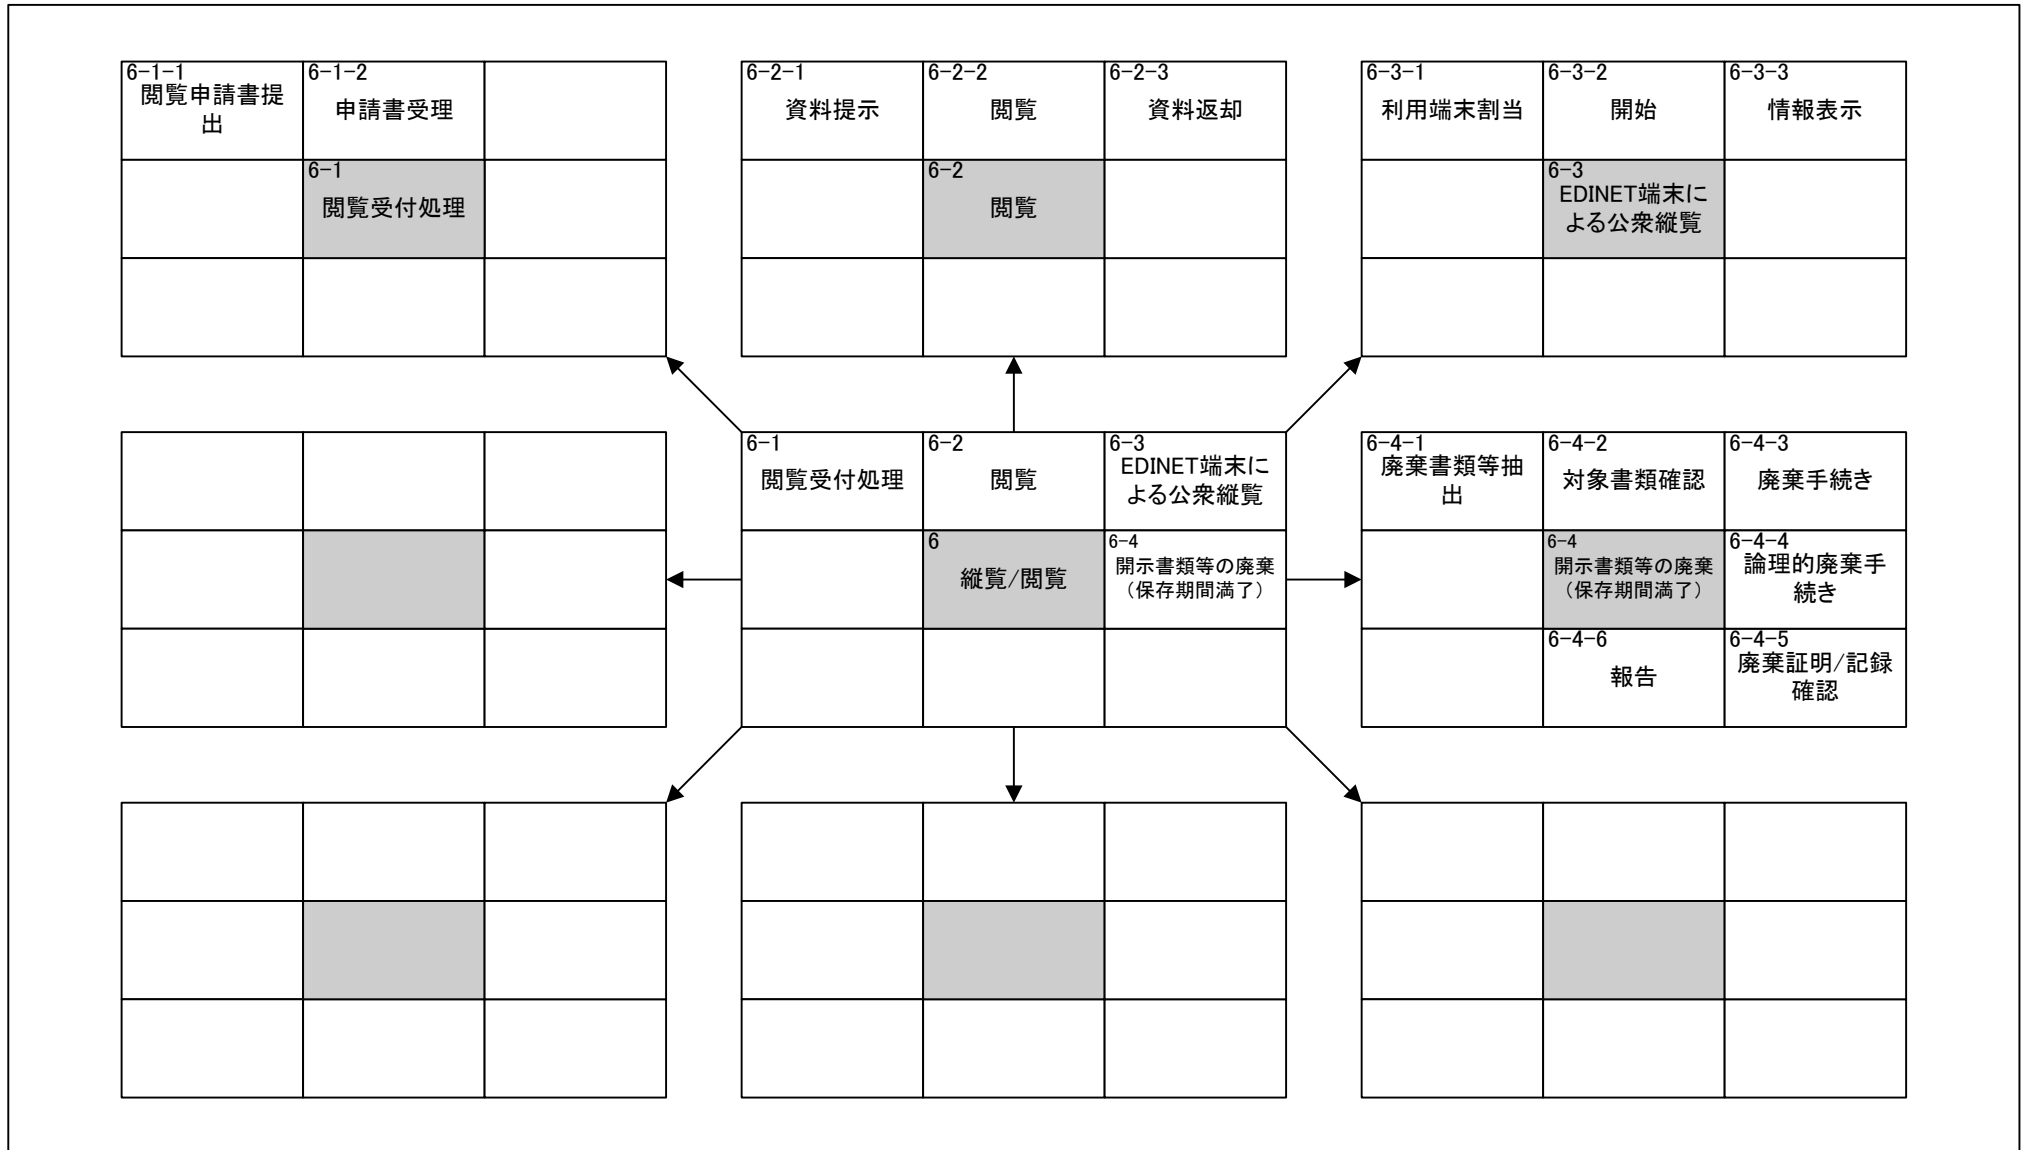 6-1-1
閲覧申請書提
出
6-1-2
申請書受理
6-1
閲覧受付処理
6-2-1
資料提示
6-2-2
閲覧
6-2-3
資料返却
6-2
閲覧
6-3-1
利用端末割当
6-3-2
開始
6-3-3
情報表示
6-3
EDINET端末に
よる公衆縦覧
6-1
閲覧受付処理
6-2
閲覧
6-3
EDINET端末に
よる公衆縦覧
6
縦覧/閲覧
6-4
開示書類等の廃棄
（保存期間満了）
6-4-1
廃棄書類等抽
出
6-4-2
対象書類確認
6-4-3
廃棄手続き
6-4
開示書類等の廃棄
（保存期間満了）
6-4-4
論理的廃棄手
続き
6-4-6
報告
6-4-5
廃棄証明/記録
確認